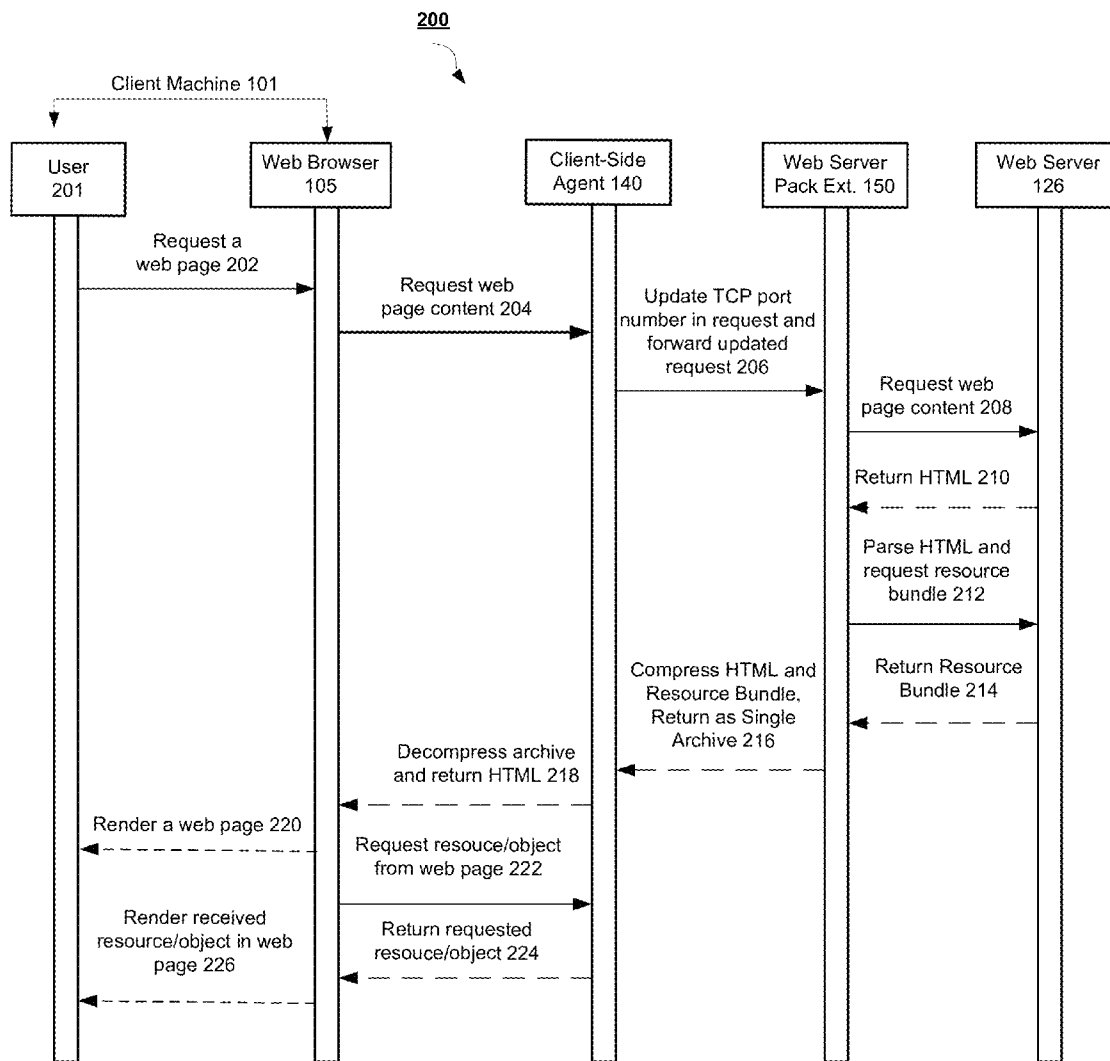 200
Client Machine 101
User
201
Web Browser
105
Client-Side
Agent 140
Web Server
Pack Ext. 150
Web Server
126
Request a
web page 202
Request web
page content 204
Update TCP port
number in request and
forward updated
request 206
Request web
page content 208
Return HTML 210
Parse HTML and
request resource
bundle 212
Return Resource
Bundle 214
Compress HTML and
Resource Bundle,
Return as Single
Archive 216
Decompress archive
and return HTML 218
Render a web page 220
Request resouce/object
from web page 222
Return requested
resouce/object 224
Render received
resource/object in web
page 226